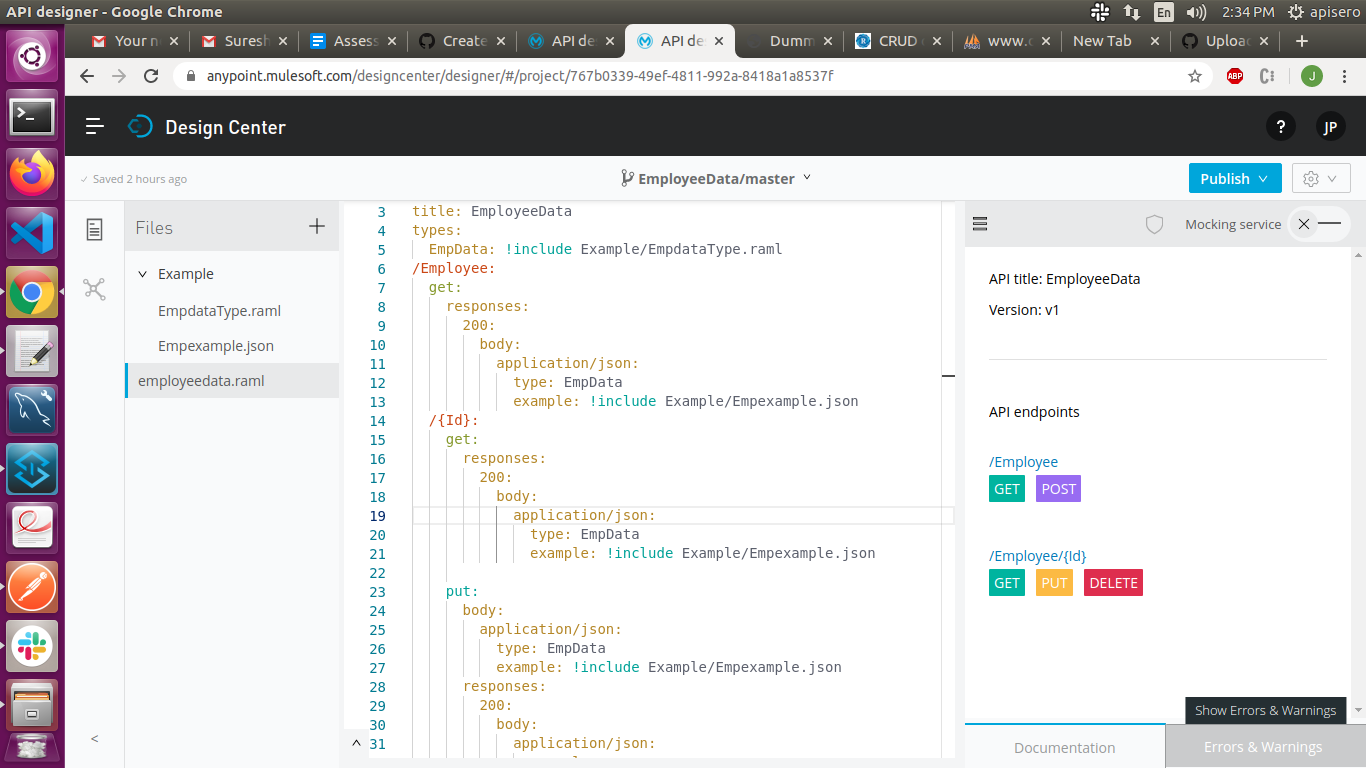 API designer - Google Chrome
En
2:34 PM
apisero
Your n
Suresh
Assess
Create
API de
API de
Dumm
CRUD
www.
New Tab
Uploa
anypoint.mulesoft.com/designcenter/designer/#/project/767b0339-49ef-4811-992a-8418a1a8537f
ABP
J
Design Center
?
JP
Saved 2 hours ago
EmployeeData/master
Publish
Files
Example
EmpdataType.raml
Empexample.json
employeedata.raml
3 title: EmployeeData
4 types:
5 EmpData: !include Example/EmpdataType.raml
6 /Employee:
7 get:
8 responses:
9 200:
10 body:
11 application/json:
12 type: EmpData
13 example: !include Example/Empexample.json
14 /{Id}:
15 get:
16 responses:
17 200:
18 body:
19 application/json:
20 type: EmpData
21 example: !include Example/Empexample.json
22
23 put:
24 body:
25 application/json:
26 type: EmpData
27 example: !include Example/Empexample.json
28 responses:
29 200:
30 body:
31 application/json:
Mocking service
API title: EmployeeData
Version: v1
API endpoints
/Employee
GET POST
/Employee/{Id}
GET PUT DELETE
Show Errors & Warnings
Documentation
Errors & Warnings